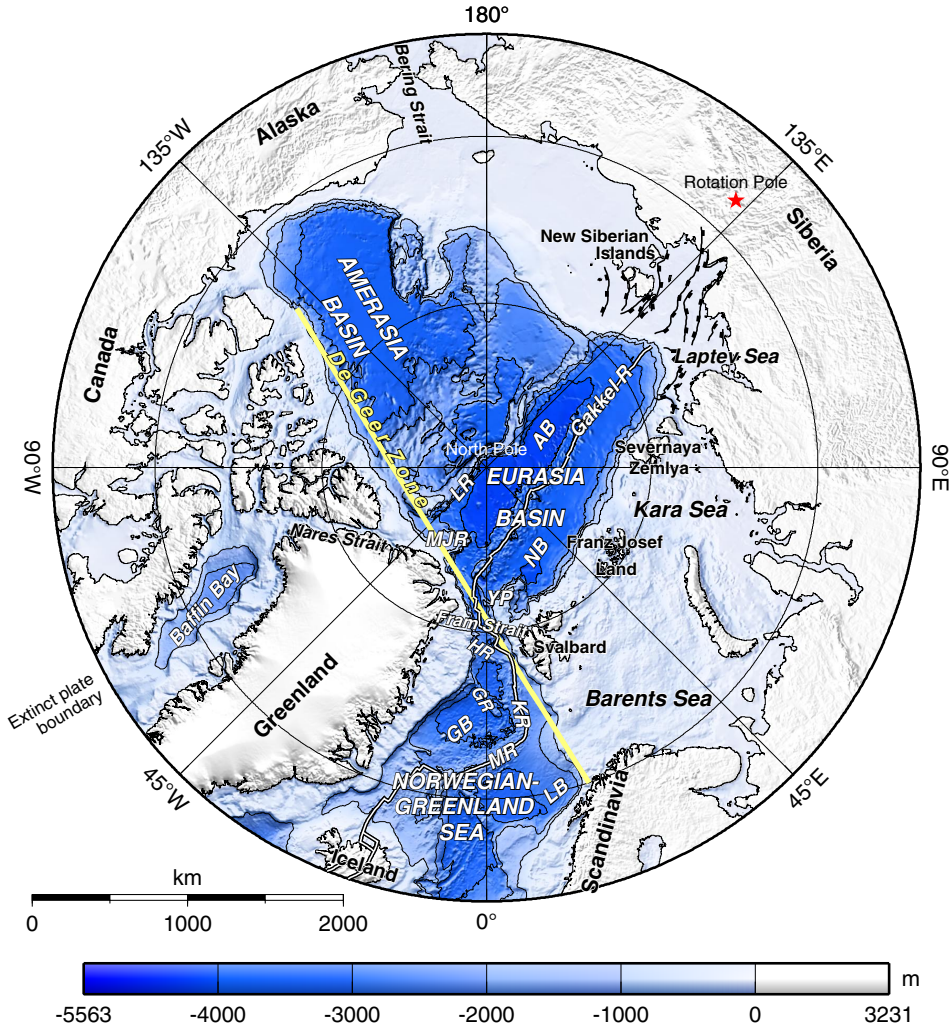 180°
Bering Strait
Alaska
135°W
135°E
Rotation Pole
Siberia
New Siberian
Islands
AMERASIA
BASIN
Canada
De Geer Zone
Laptev Sea
Gakkel-R
AB
North Pole
Severnaya
Zemlya
90°W
90°E
LR
EURASIA
BASIN
Kara Sea
MJR
Nares Strait
NB
Franz-Josef
Land
Baffin Bay
YP
Fram Strait
HR
Svalbard
Greenland
GR
KR
Barents Sea
Extinct plate
boundary
GB
MR
45°W
45°E
NORWEGIAN-
GREENLAND
SEA
LB
Scandinavia
Iceland
km
0
1000
2000
0°
m
-5563
-4000
-3000
-2000
-1000
0
3231